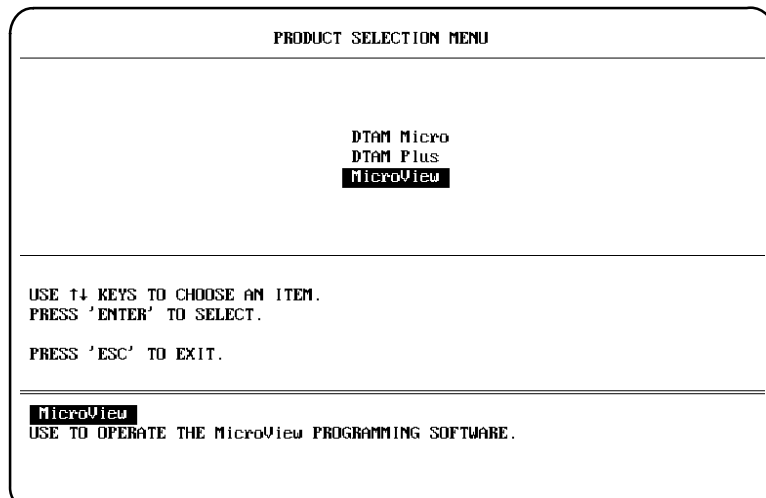 PRODUCT SELECTION MENU
DTAM Micro
DTAM Plus
MicroView
USE ↑↓ KEYS TO CHOOSE AN ITEM.
PRESS 'ENTER' TO SELECT.
PRESS 'ESC' TO EXIT.
MicroView
USE TO OPERATE THE MicroView PROGRAMMING SOFTWARE.